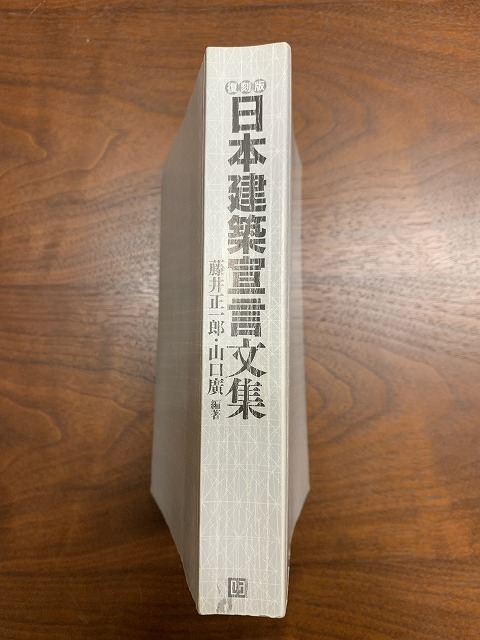 復刻版
日本建築宣言文集
藤井正一郎・山口廣 編著